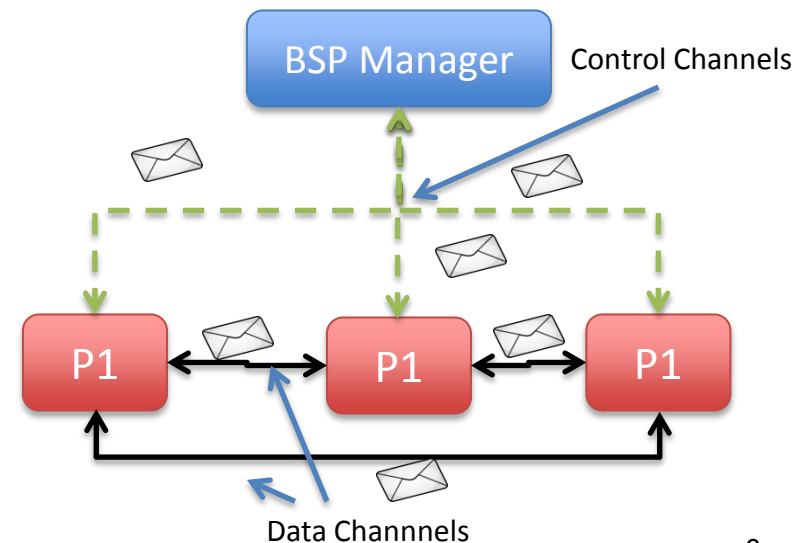 BSP Manager
Control Channels
P1
P1
P1
Data Channnels